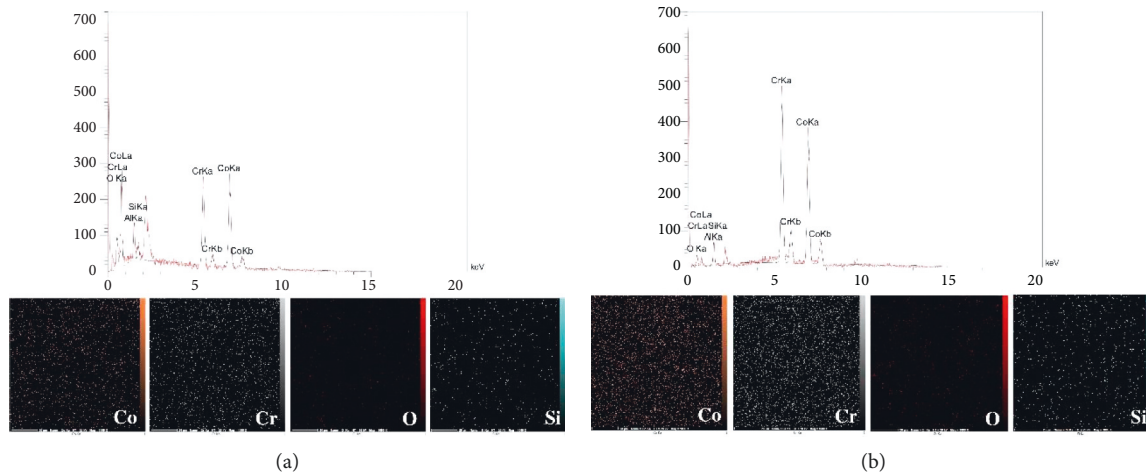 700
600
500
400
300
200
100
0
CoLa
CrLa
O Ka
SiKa
AlKa
CrKa
CrKb
CoKa
CoKb
keV
0
5
10
15
20
Co
Cr
O
Si
(a)
700
600
500
400
300
200
100
0
CoLa
CrLa
SiKa
AlKa
O Ka
CrKa
CrKb
CoKa
CoKb
keV
0
5
10
15
20
Co
Cr
O
Si
(b)